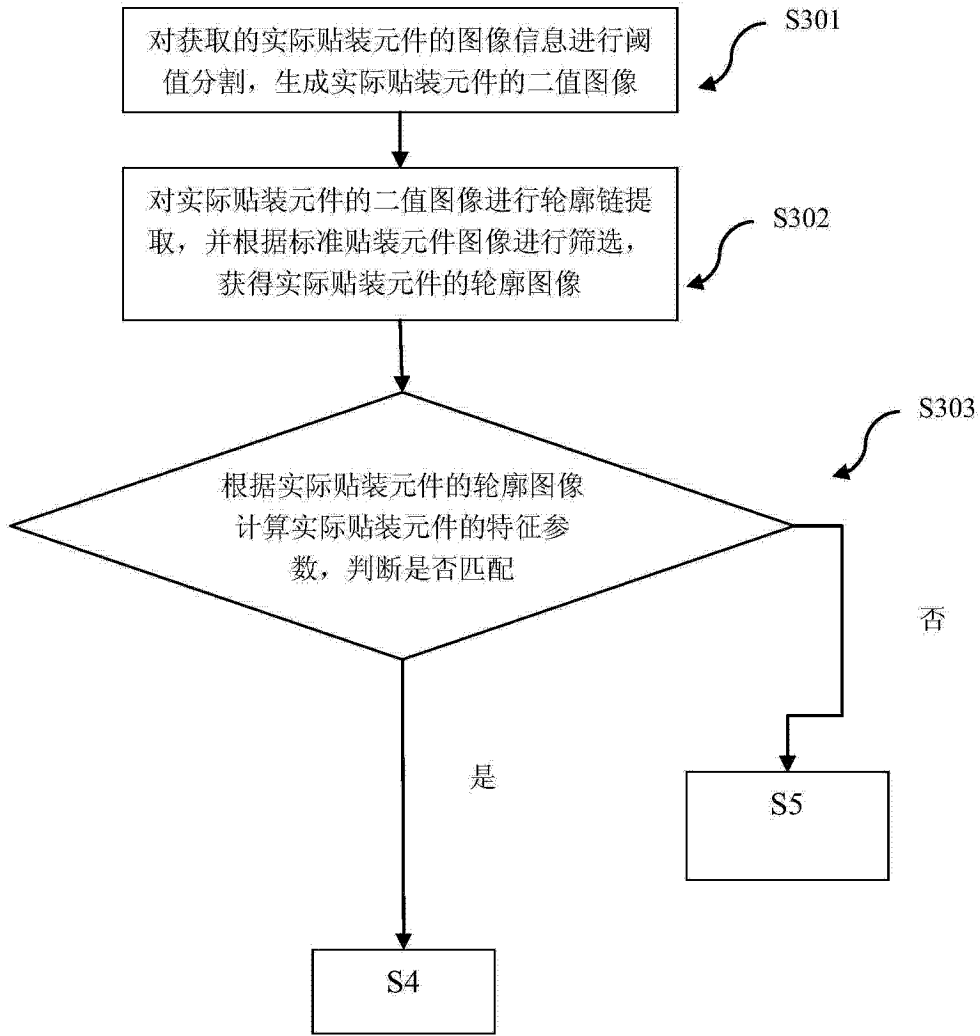 对获取的实际贴装元件的图像信息进行阈
值分割，生成实际贴装元件的二值图像
S301
对实际贴装元件的二值图像进行轮廓链提
取，并根据标准贴装元件图像进行筛选，
获得实际贴装元件的轮廓图像
S302
根据实际贴装元件的轮廓图像
计算实际贴装元件的特征参
数，判断是否匹配
S303
否
是
S5
S4